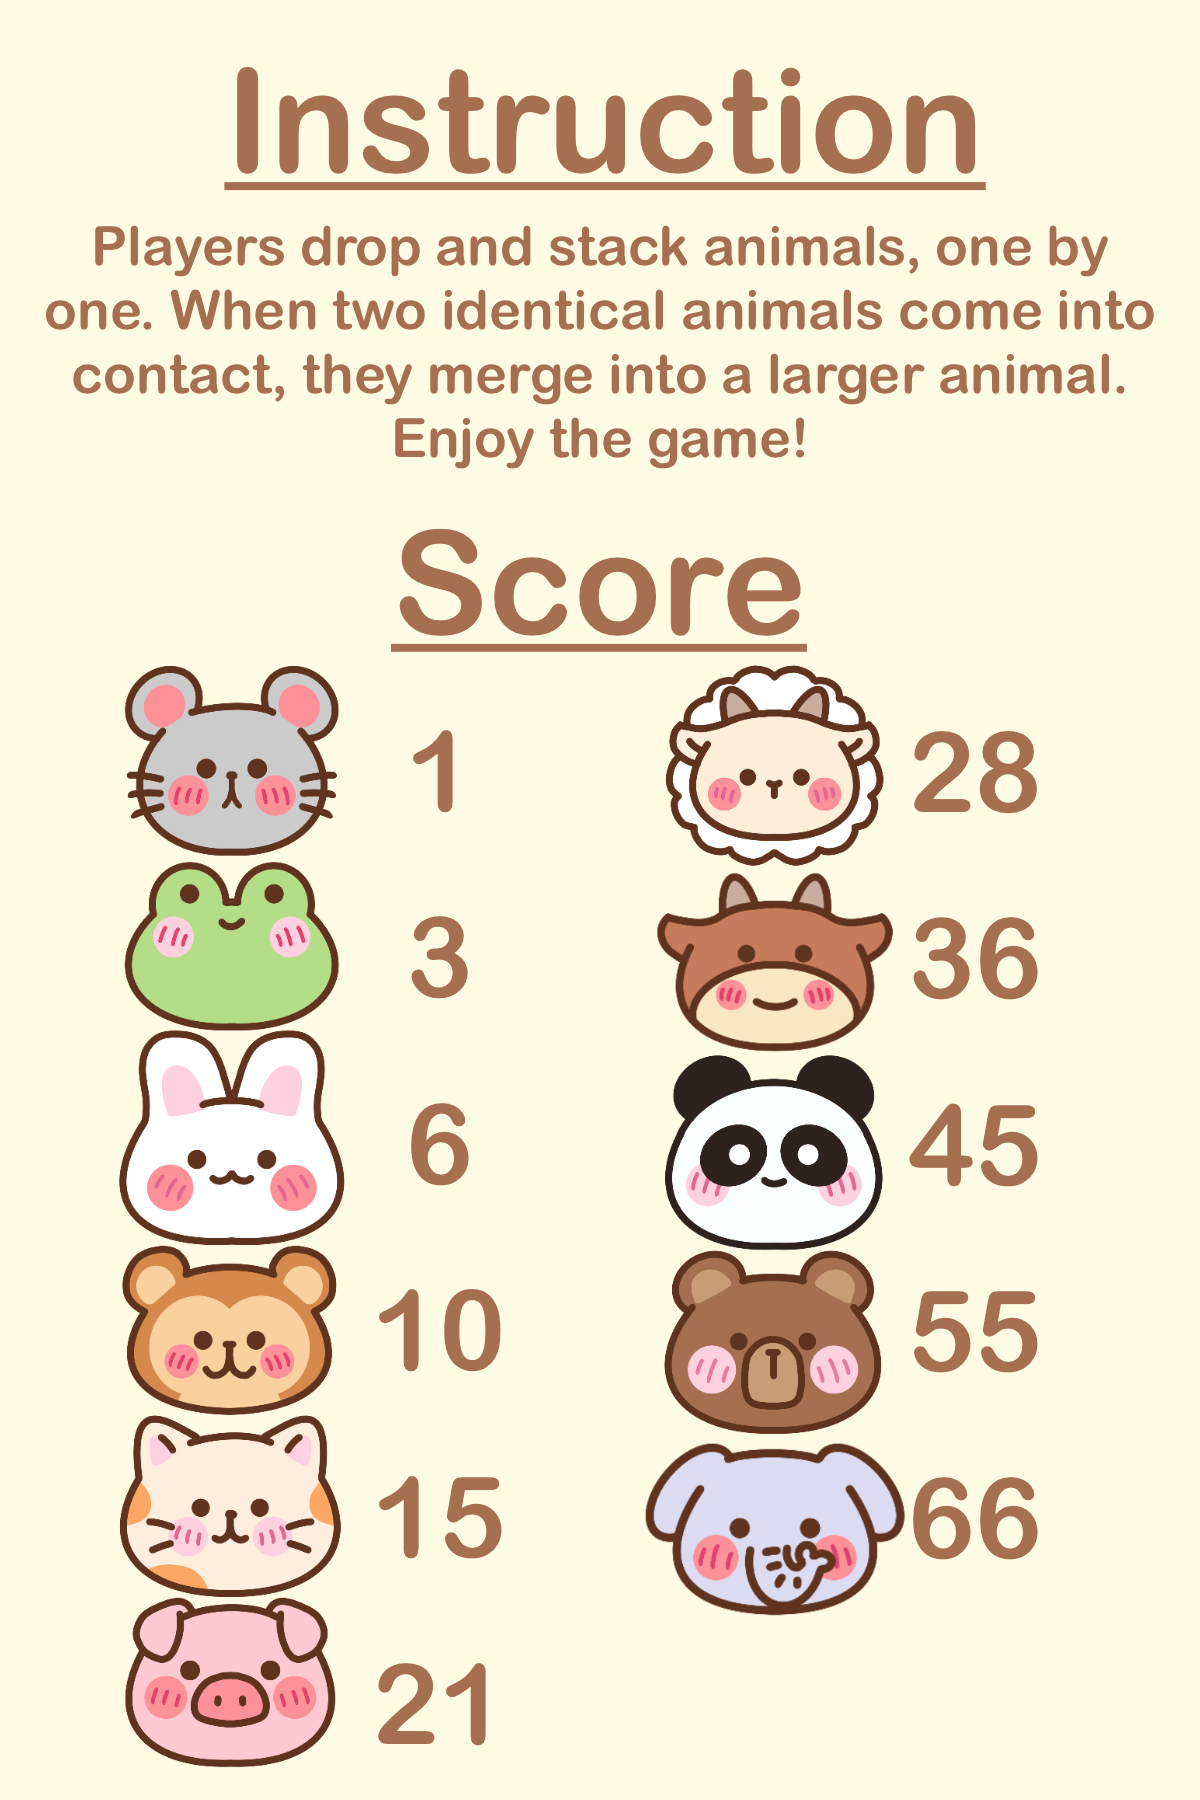 Instruction
Players drop and stack animals, one by
one. When two identical animals come into
contact, they merge into a larger animal.
Enjoy the game!
Score
1
3
6
10
15
21
28
36
45
55
66